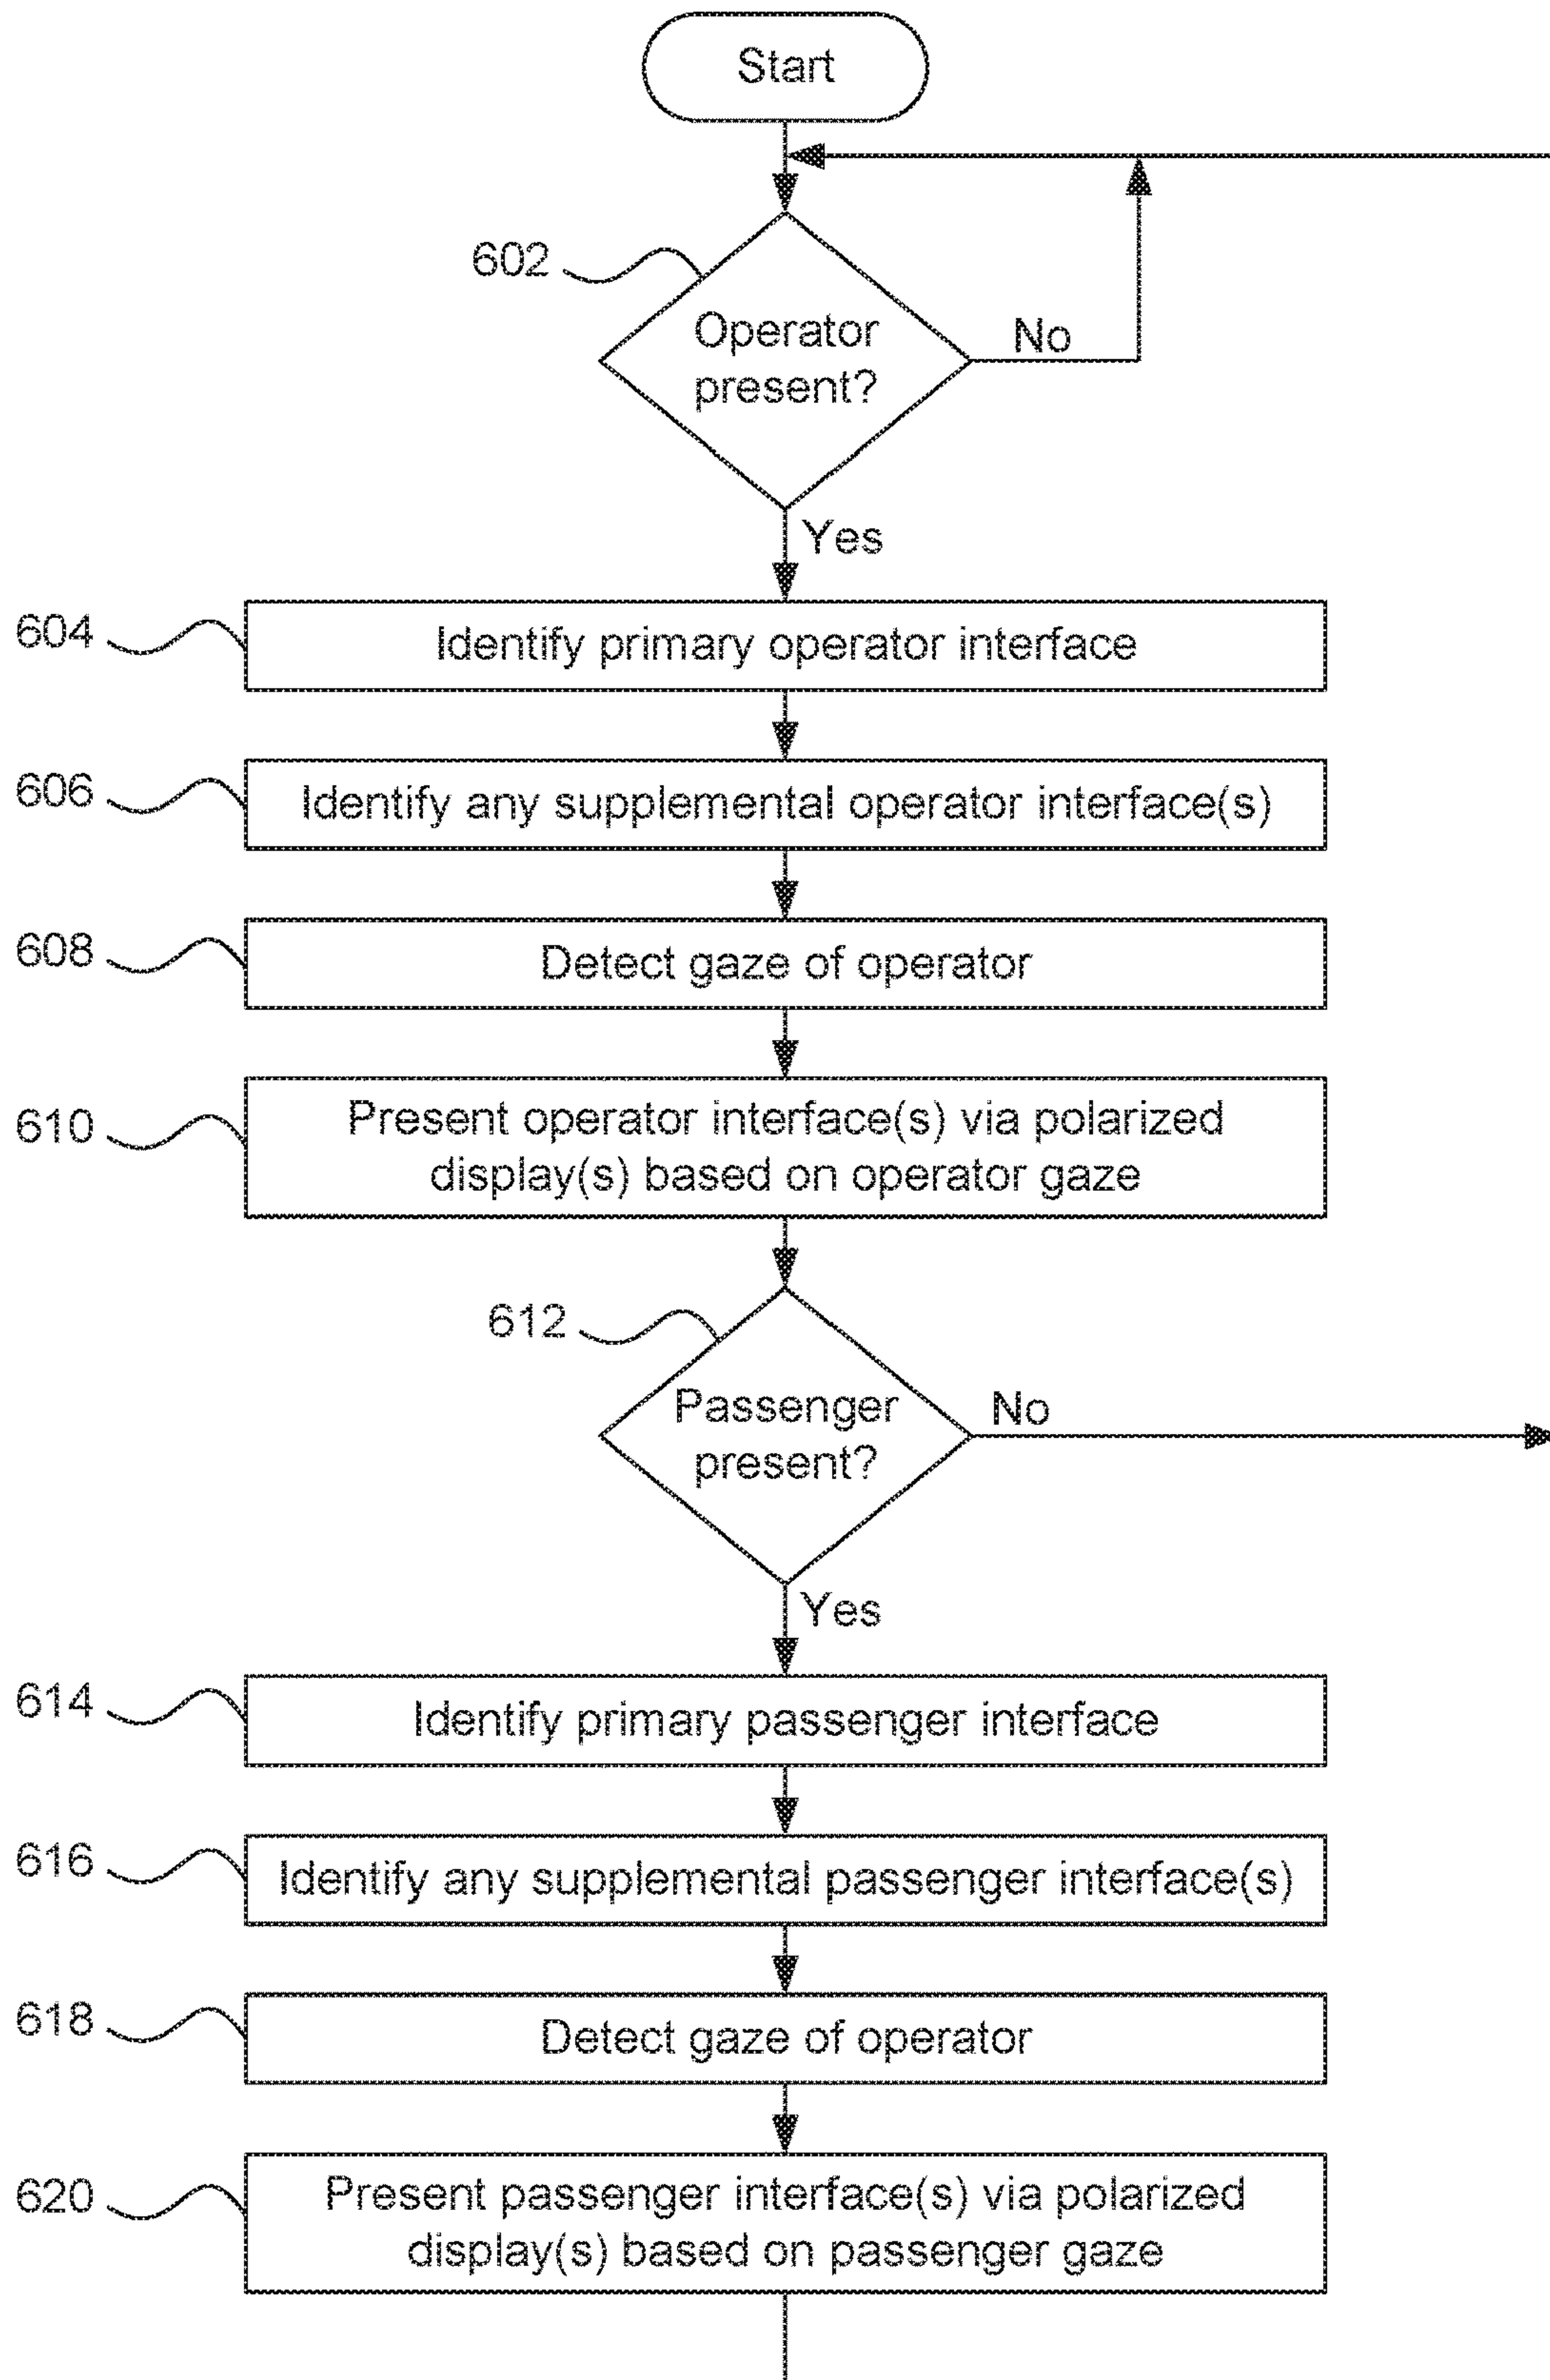 Start
602
Operator
present?
No
Yes
604
Identify primary operator interface
606
Identify any supplemental operator interface(s)
608
Detect gaze of operator
610
Present operator interface(s) via polarized
display(s) based on operator gaze
612
Passenger
present?
No
Yes
614
Identify primary passenger interface
616
Identify any supplemental passenger interface(s)
618
Detect gaze of operator
620
Present passenger interface(s) via polarized
display(s) based on passenger gaze